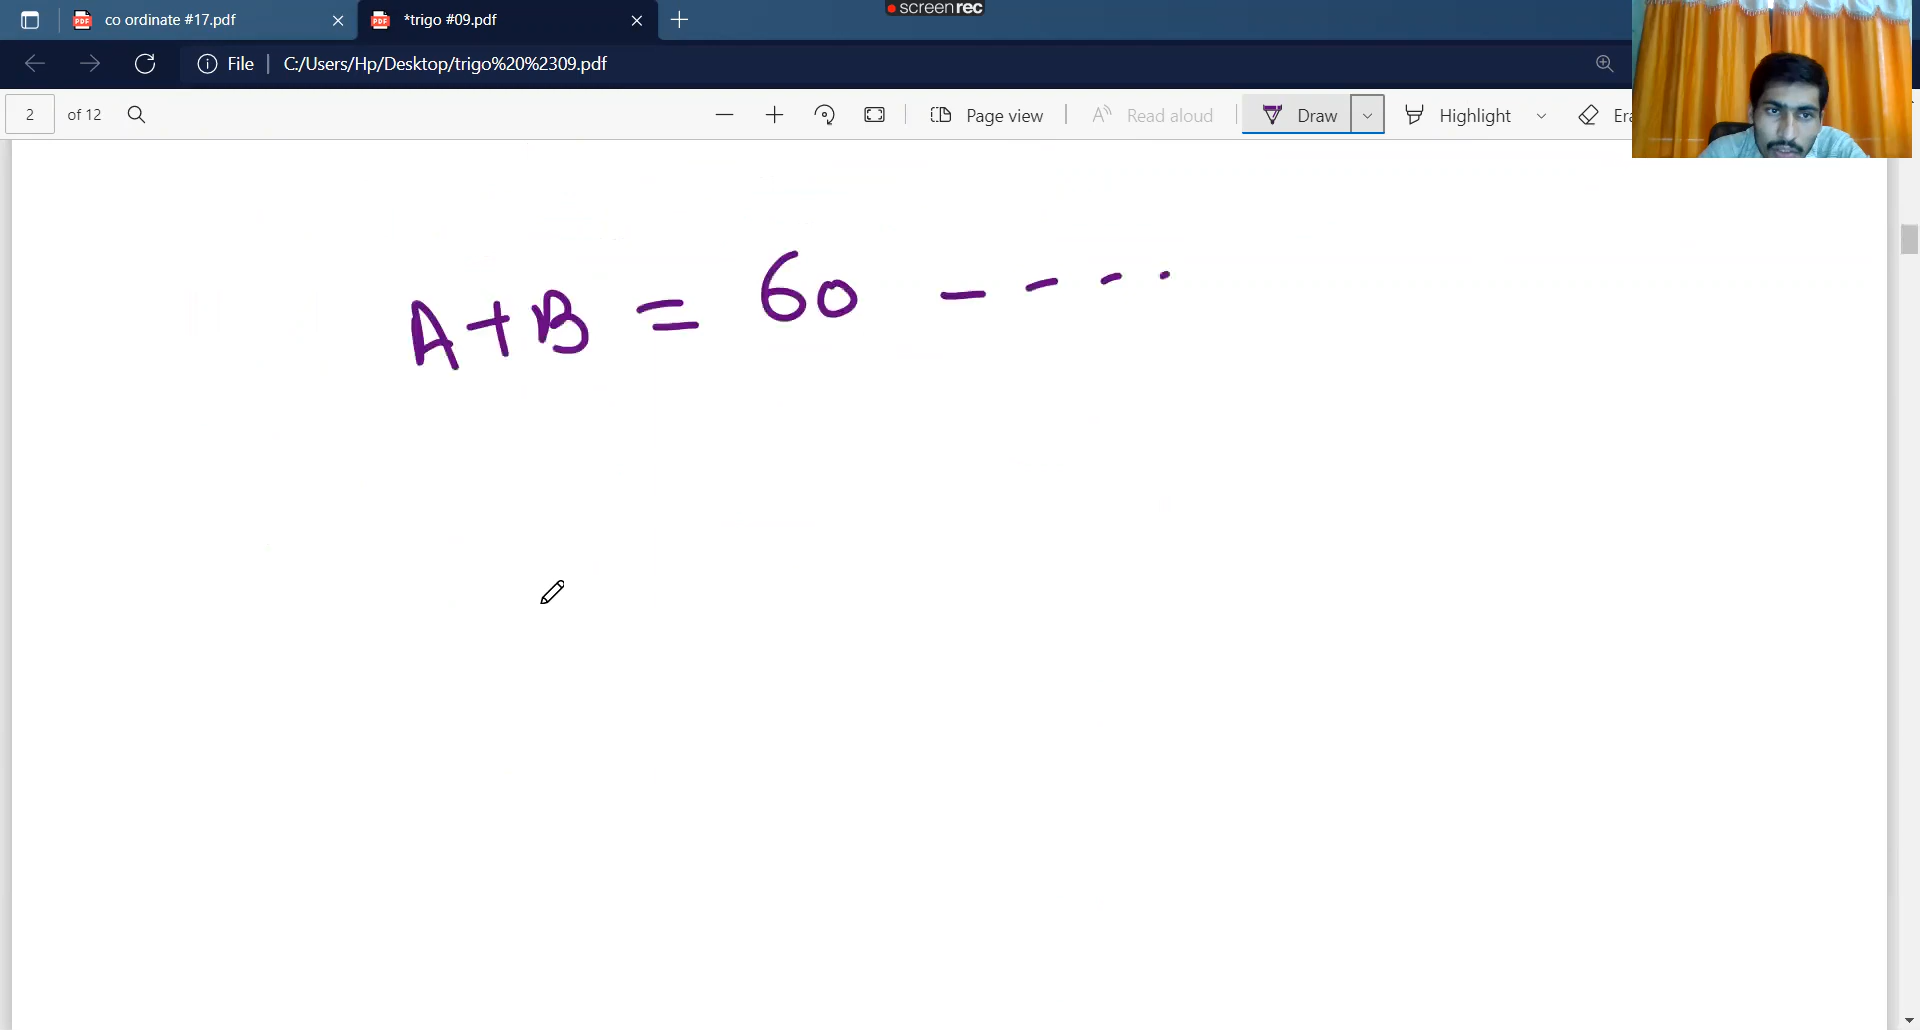 screenrec
co ordinate #17.pdf
*trigo #09.pdf
File
C:/Users/Hp/Desktop/trigo%20%2309.pdf
2 of 12
Page view
Read aloud
Draw
Highlight
A+B = 60 - - - .